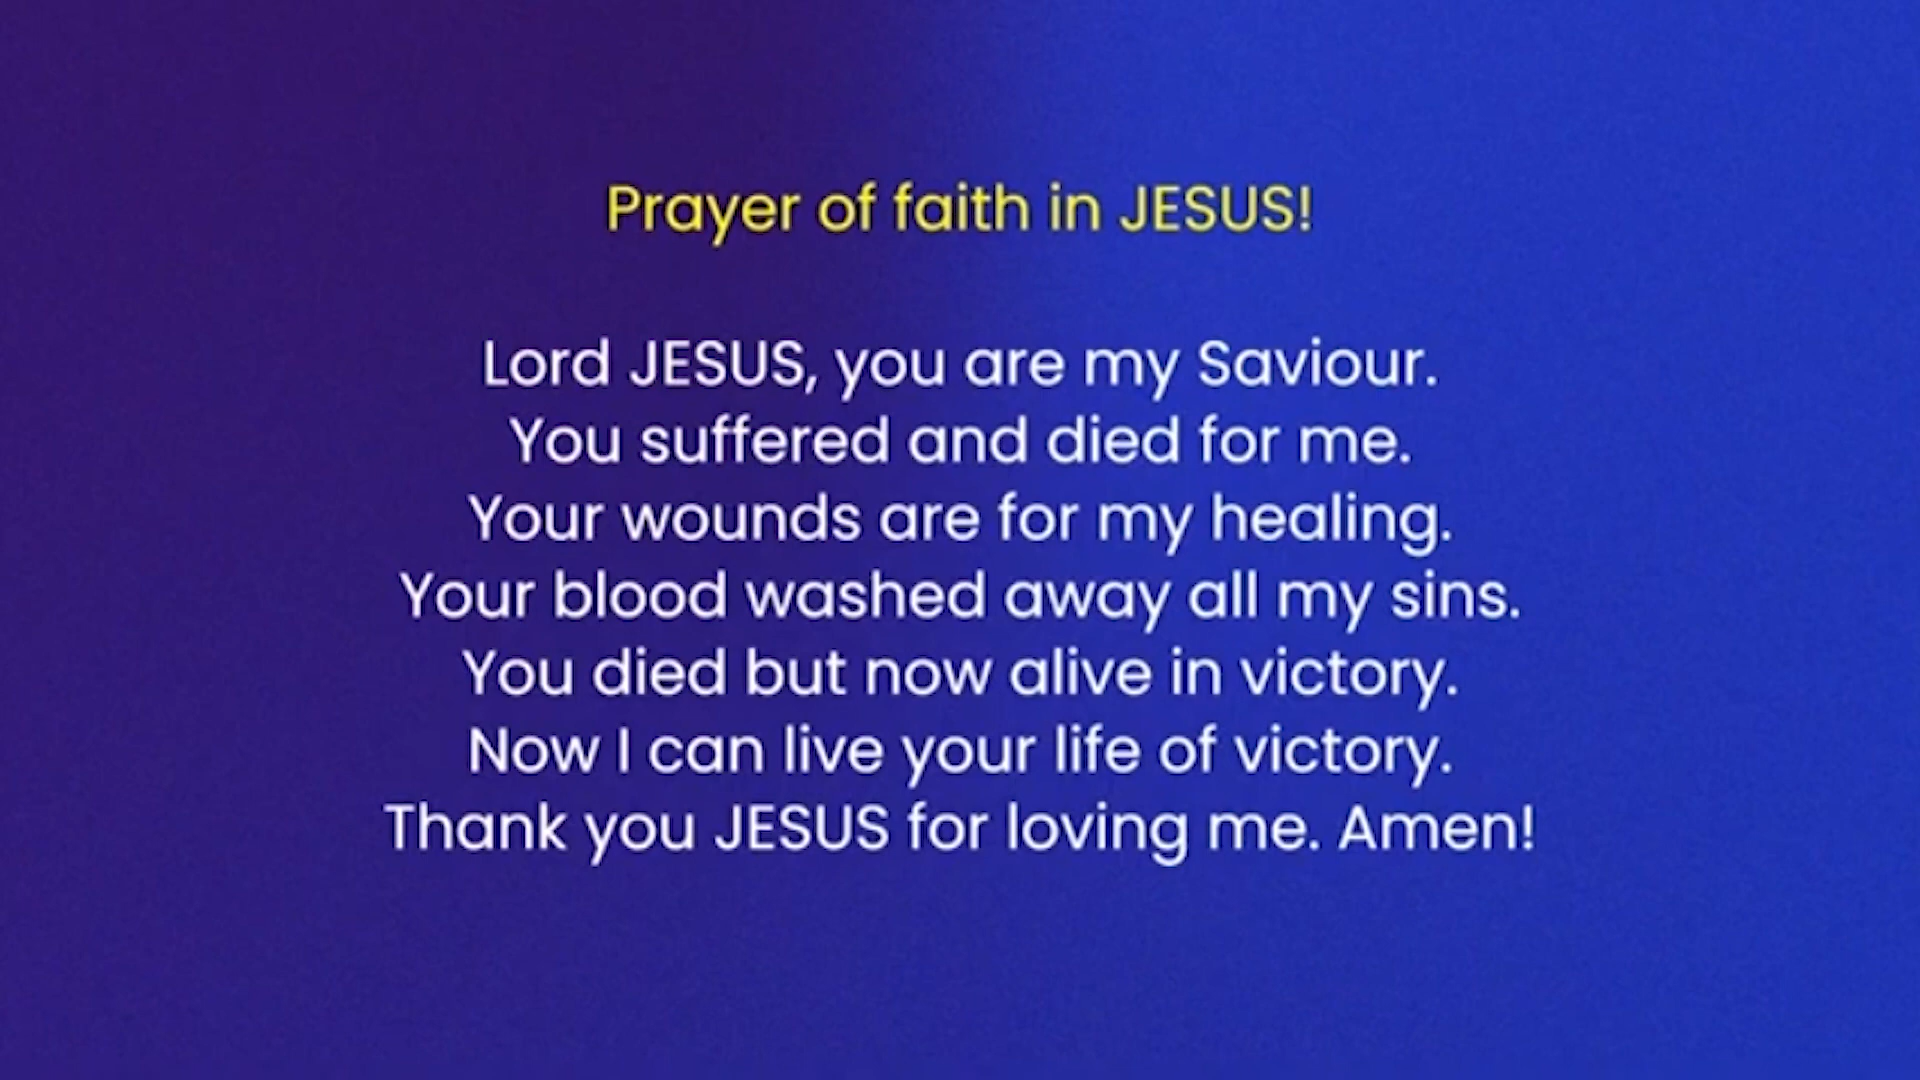 Prayer of faith in JESUS!
Lord JESUS, you are my Saviour.
You suffered and died for me.
Your wounds are for my healing.
Your blood washed away all my sins.
You died but now alive in victory.
Now I can live your life of victory.
Thank you JESUS for loving me. Amen!